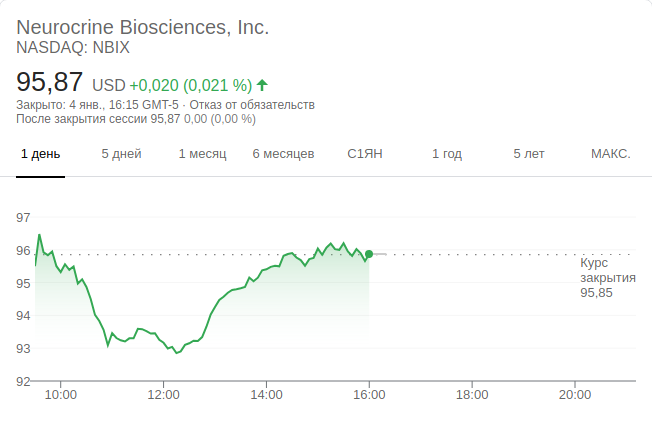 Neurocrine Biosciences, Inc.
NASDAQ: NBIX
95,87 USD +0,020 (0,021 %)
Закрыто: 4 янв., 16:15 GMT-5 · Отказ от обязательств
После закрытия сессии 95,87 0,00 (0,00 %)
1 день 5 дней 1 месяц 6 месяцев С1ЯН 1 год 5 лет МАКС.
97
96
95
94
93
92
Курс
закрытия
95,85
10:00 12:00 14:00 16:00 18:00 20:00